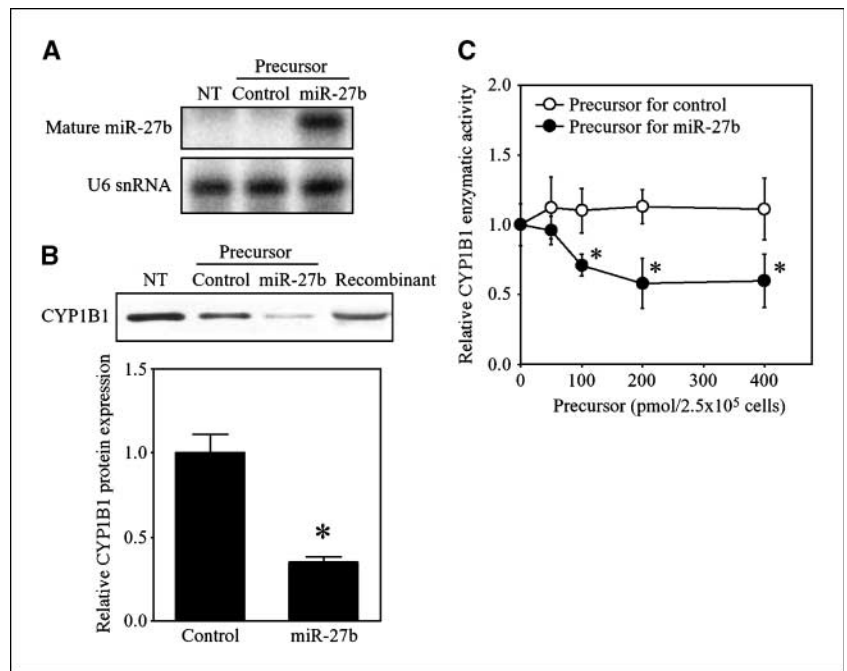 A
Precursor
NT Control miR-27b
Mature miR-27b
U6 snRNA
B
Precursor
NT Control miR-27b Recombinant
CYP1B1
Relative CYP1B1 protein expression
1.5
1.0
0.5
0.0
*
Control miR-27b
C
Relative CYP1B1 enzymatic activity
2.0
1.5
1.0
0.5
0.0
Precursor for control
Precursor for miR-27b
* * *
0 100 200 300 400
Precursor (pmol/2.5x10⁵ cells)